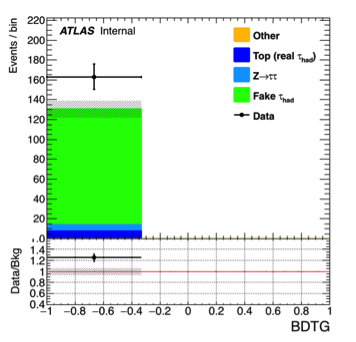 Events / bin
220
200
180
160
140
120
100
80
60
40
20
ATLAS Internal
Other
Top (real τhad)
Z→ττ
Fake τhad
Data
Data/Bkg
1.6
1.4
1.2
1
0.8
0.6
0.4
−1 −0.8 −0.6 −0.4 −0.2 0 0.2 0.4 0.6 0.8 1
BDTG